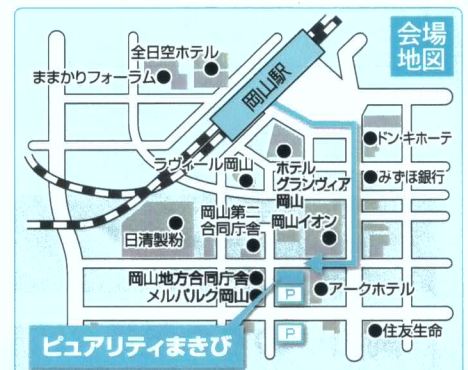 会場
地図
全日空ホテル
ままかりフォーラム
岡山駅
ドン・キホーテ
ラヴィール岡山
ホテル
グランヴィア
岡山
みずほ銀行
岡山第二
合同庁舎
岡山イオン
日清製粉
岡山地方合同庁舎
メルパルク岡山
P
アークホテル
P
住友生命
ピュアリティまきび